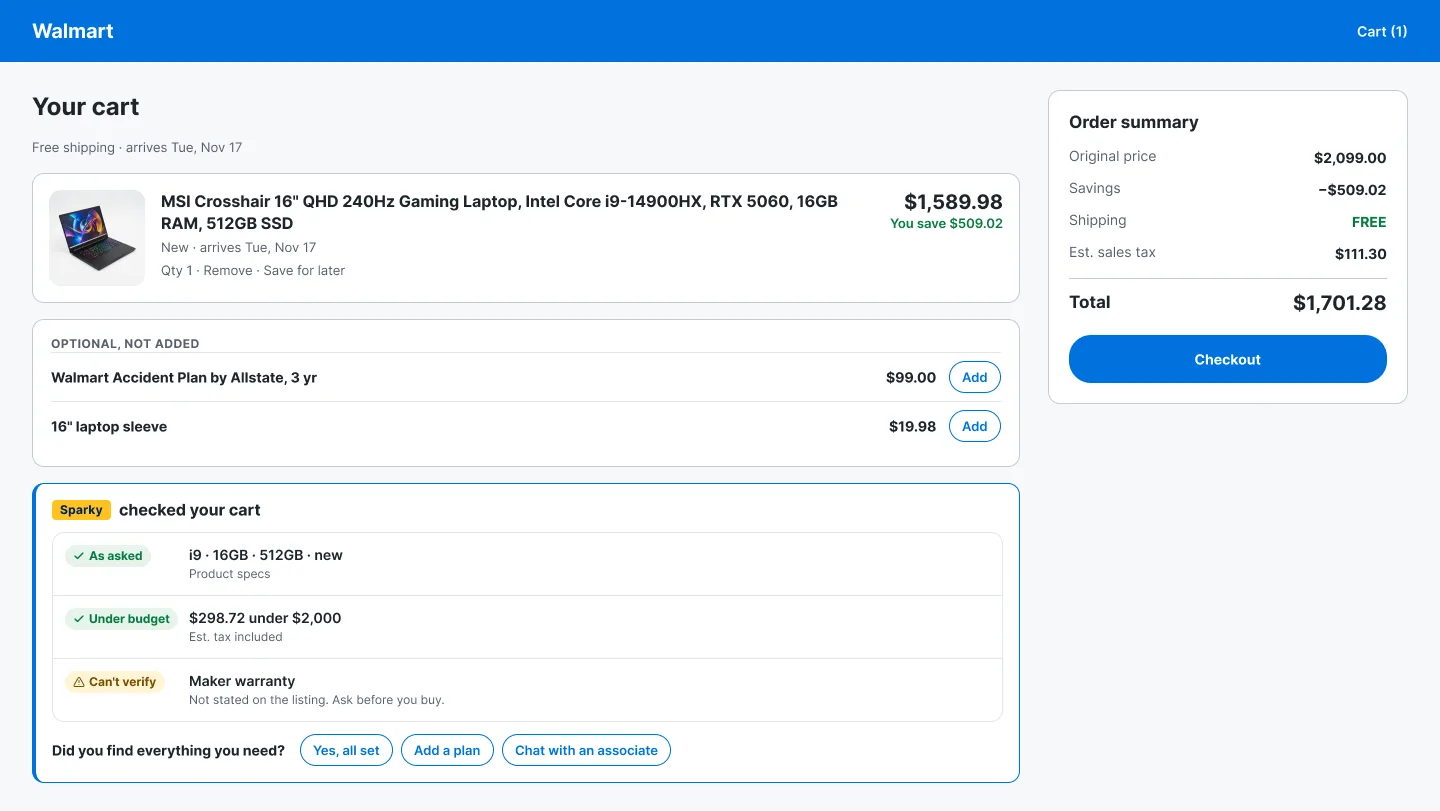 Walmart
Cart (1)
Your cart
Free shipping · arrives Tue, Nov 17
MSI Crosshair 16" QHD 240Hz Gaming Laptop, Intel Core i9-14900HX, RTX 5060, 16GB
RAM, 512GB SSD
New · arrives Tue, Nov 17
Qty 1 · Remove · Save for later
$1,589.98
You save $509.02
OPTIONAL, NOT ADDED
Walmart Accident Plan by Allstate, 3 yr
$99.00
Add
16" laptop sleeve
$19.98
Add
Sparky checked your cart
As asked
i9 · 16GB · 512GB · new
Product specs
Under budget
$298.72 under $2,000
Est. tax included
Can't verify
Maker warranty
Not stated on the listing. Ask before you buy.
Did you find everything you need?
Yes, all set
Add a plan
Chat with an associate
Order summary
Original price
$2,099.00
Savings
−$509.02
Shipping
FREE
Est. sales tax
$111.30
Total
$1,701.28
Checkout